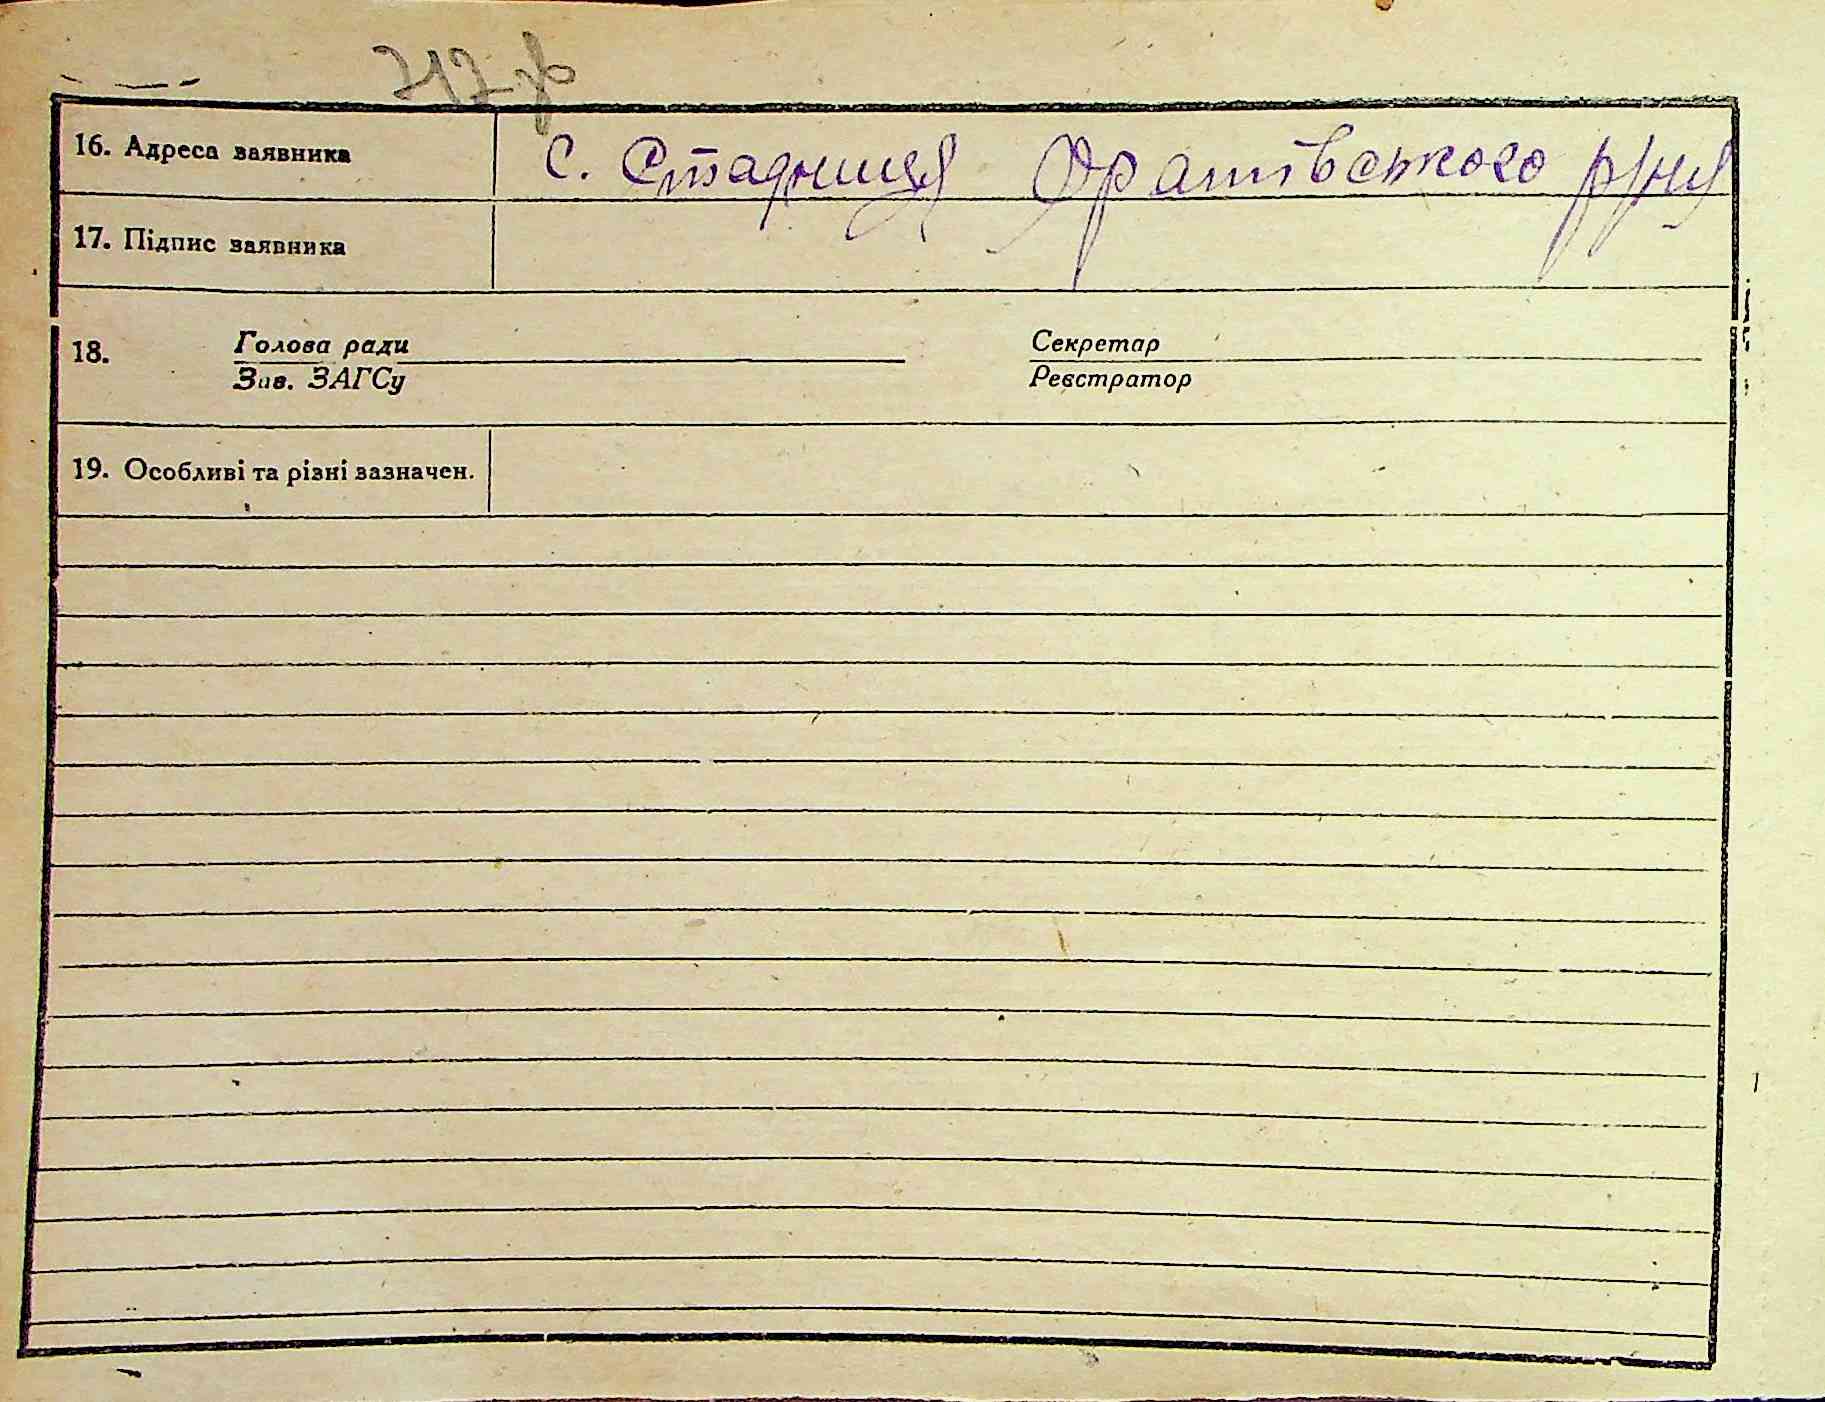 242 зв
16. Адреса заявника с. Стадниця Оратівського р/ну
17. Підпис заявника
18. Голова ради Секретар
Зав. ЗАГСу Реєстратор
19. Особливі та різні зазначен.